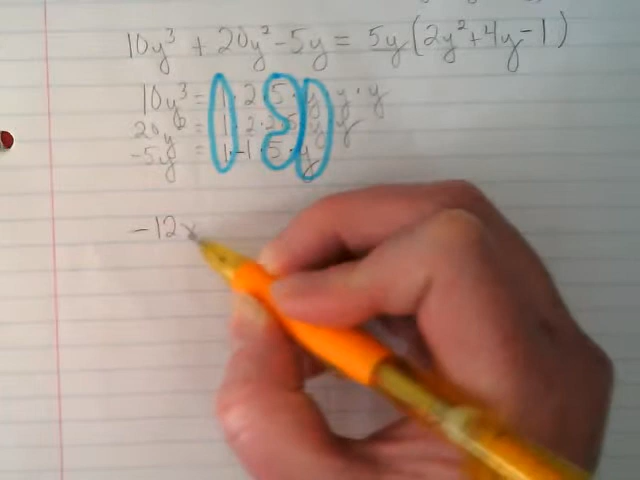 10y³ + 20y² - 5y = 5y(2y² + 4y - 1)
10y³ = 1 · 2 · 5 · y · y · y
20y² = 1 · 2 · 2 · 5 · y · y
-5y = 1 · -1 · 5 · y
-12x